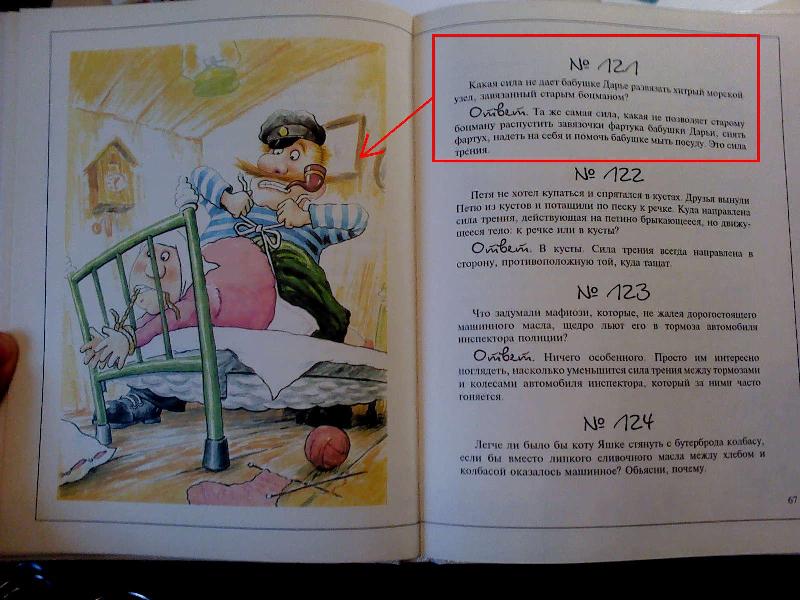 № 121
Какая сила не дает бабушке Дарье развязать хитрый морской
узел, завязанный старым боцманом?
Ответ. Та же самая сила, какая не позволяет старому
боцману распустить завязочки фартука бабушки Дарьи, снять
фартух, надеть на себя и помочь бабушке мыть посуду. Это сила
трения.
№ 122
Петя не хотел купаться и спрятался в кустах. Друзья вынули
Петю из кустов и потащили по песку к речке. Куда направлена
сила трения, действующая на петино брыкающееся, но движу-
щееся тело: к речке или в кусты?
Ответ. В кусты. Сила трения всегда направлена в
сторону, противоположную той, куда тащат.
№ 123
Что задумали мафиози, которые, не жалея дорогостоящего
машинного масла, щедро льют его в тормоза автомобиля
инспектора полиции?
Ответ. Ничего особенного. Просто им интересно
поглядеть, насколько уменьшится сила трения между тормозами
и колесами автомобиля инспектора, который за ними часто
гоняется.
№ 124
Легче ли было бы коту Яшке стянуть с бутерброда колбасу,
если бы вместо липкого сливочного масла между хлебом и
колбасой оказалось машинное? Обьясни, почему.
67